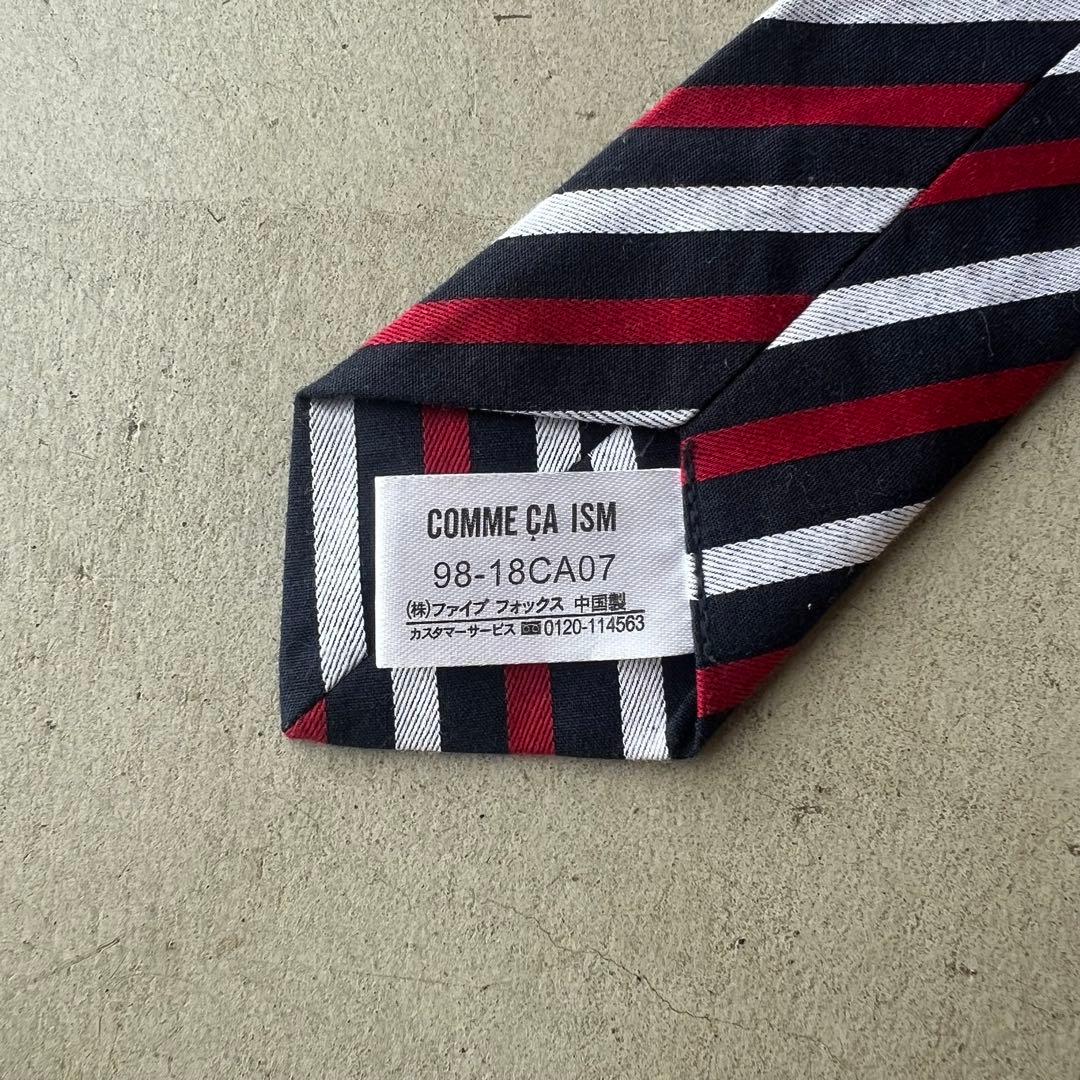 COMME ÇA ISM
98-18CA07
(株)ファイブ フォックス 中国製
カスタマーサービス 0120-114563